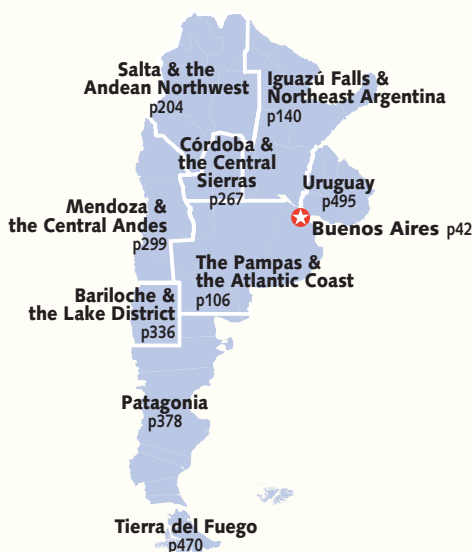 Salta & the
Andean Northwest
p204
Iguazú Falls &
Northeast Argentina
p140
Córdoba &
the Central
Sierras
p267
Uruguay
p495
Mendoza &
the Central Andes
p299
Buenos Aires p42
The Pampas &
the Atlantic Coast
p106
Bariloche &
the Lake District
p336
Patagonia
p378
Tierra del Fuego
p470